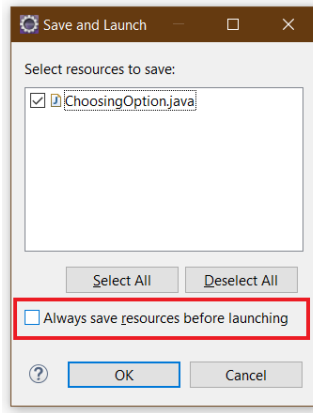 Save and Launch
Select resources to save:
ChoosingOption.java
Select All Deselect All
Always save resources before launching
OK Cancel